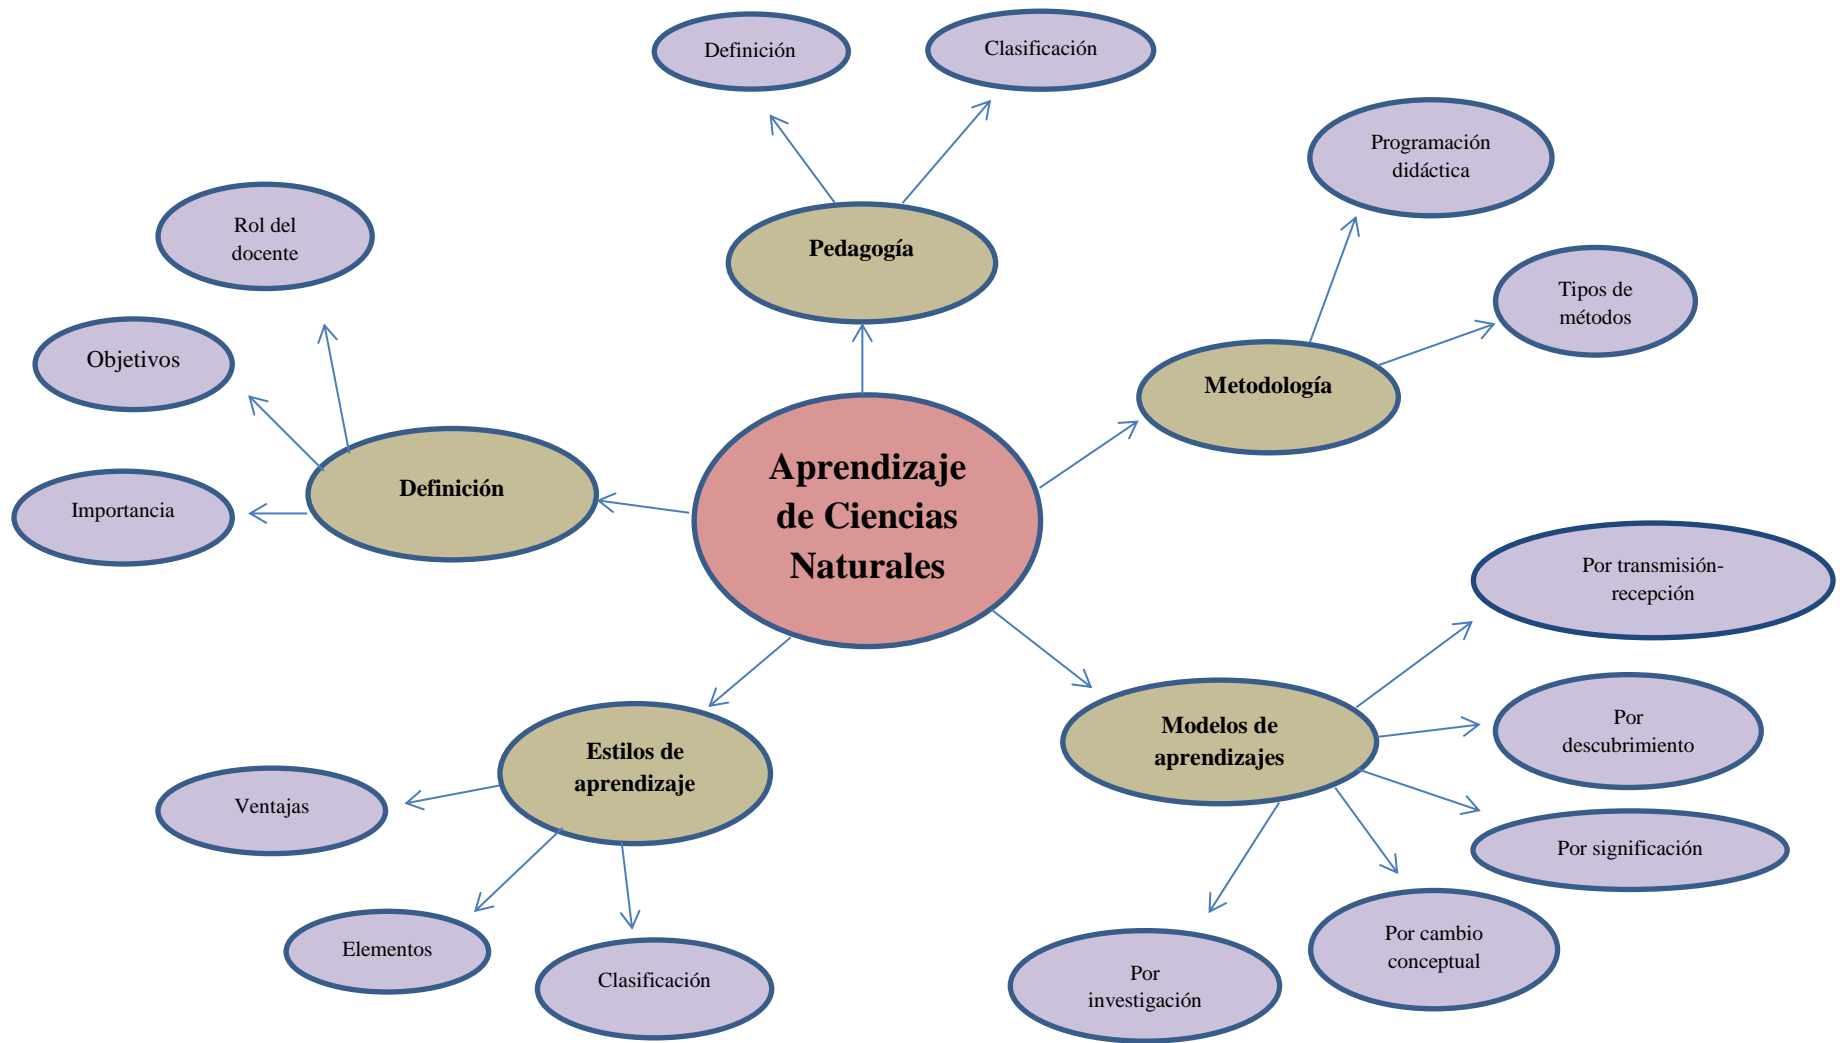 Definición
Clasificación
Programación
didáctica
Rol del
docente
Pedagogía
Tipos de
métodos
Objetivos
Metodología
Aprendizaje
de Ciencias
Naturales
Definición
Importancia
Por transmisión-
recepción
Modelos de
aprendizajes
Por
descubrimiento
Estilos de
aprendizaje
Ventajas
Por significación
Elementos
Clasificación
Por cambio
conceptual
Por
investigación